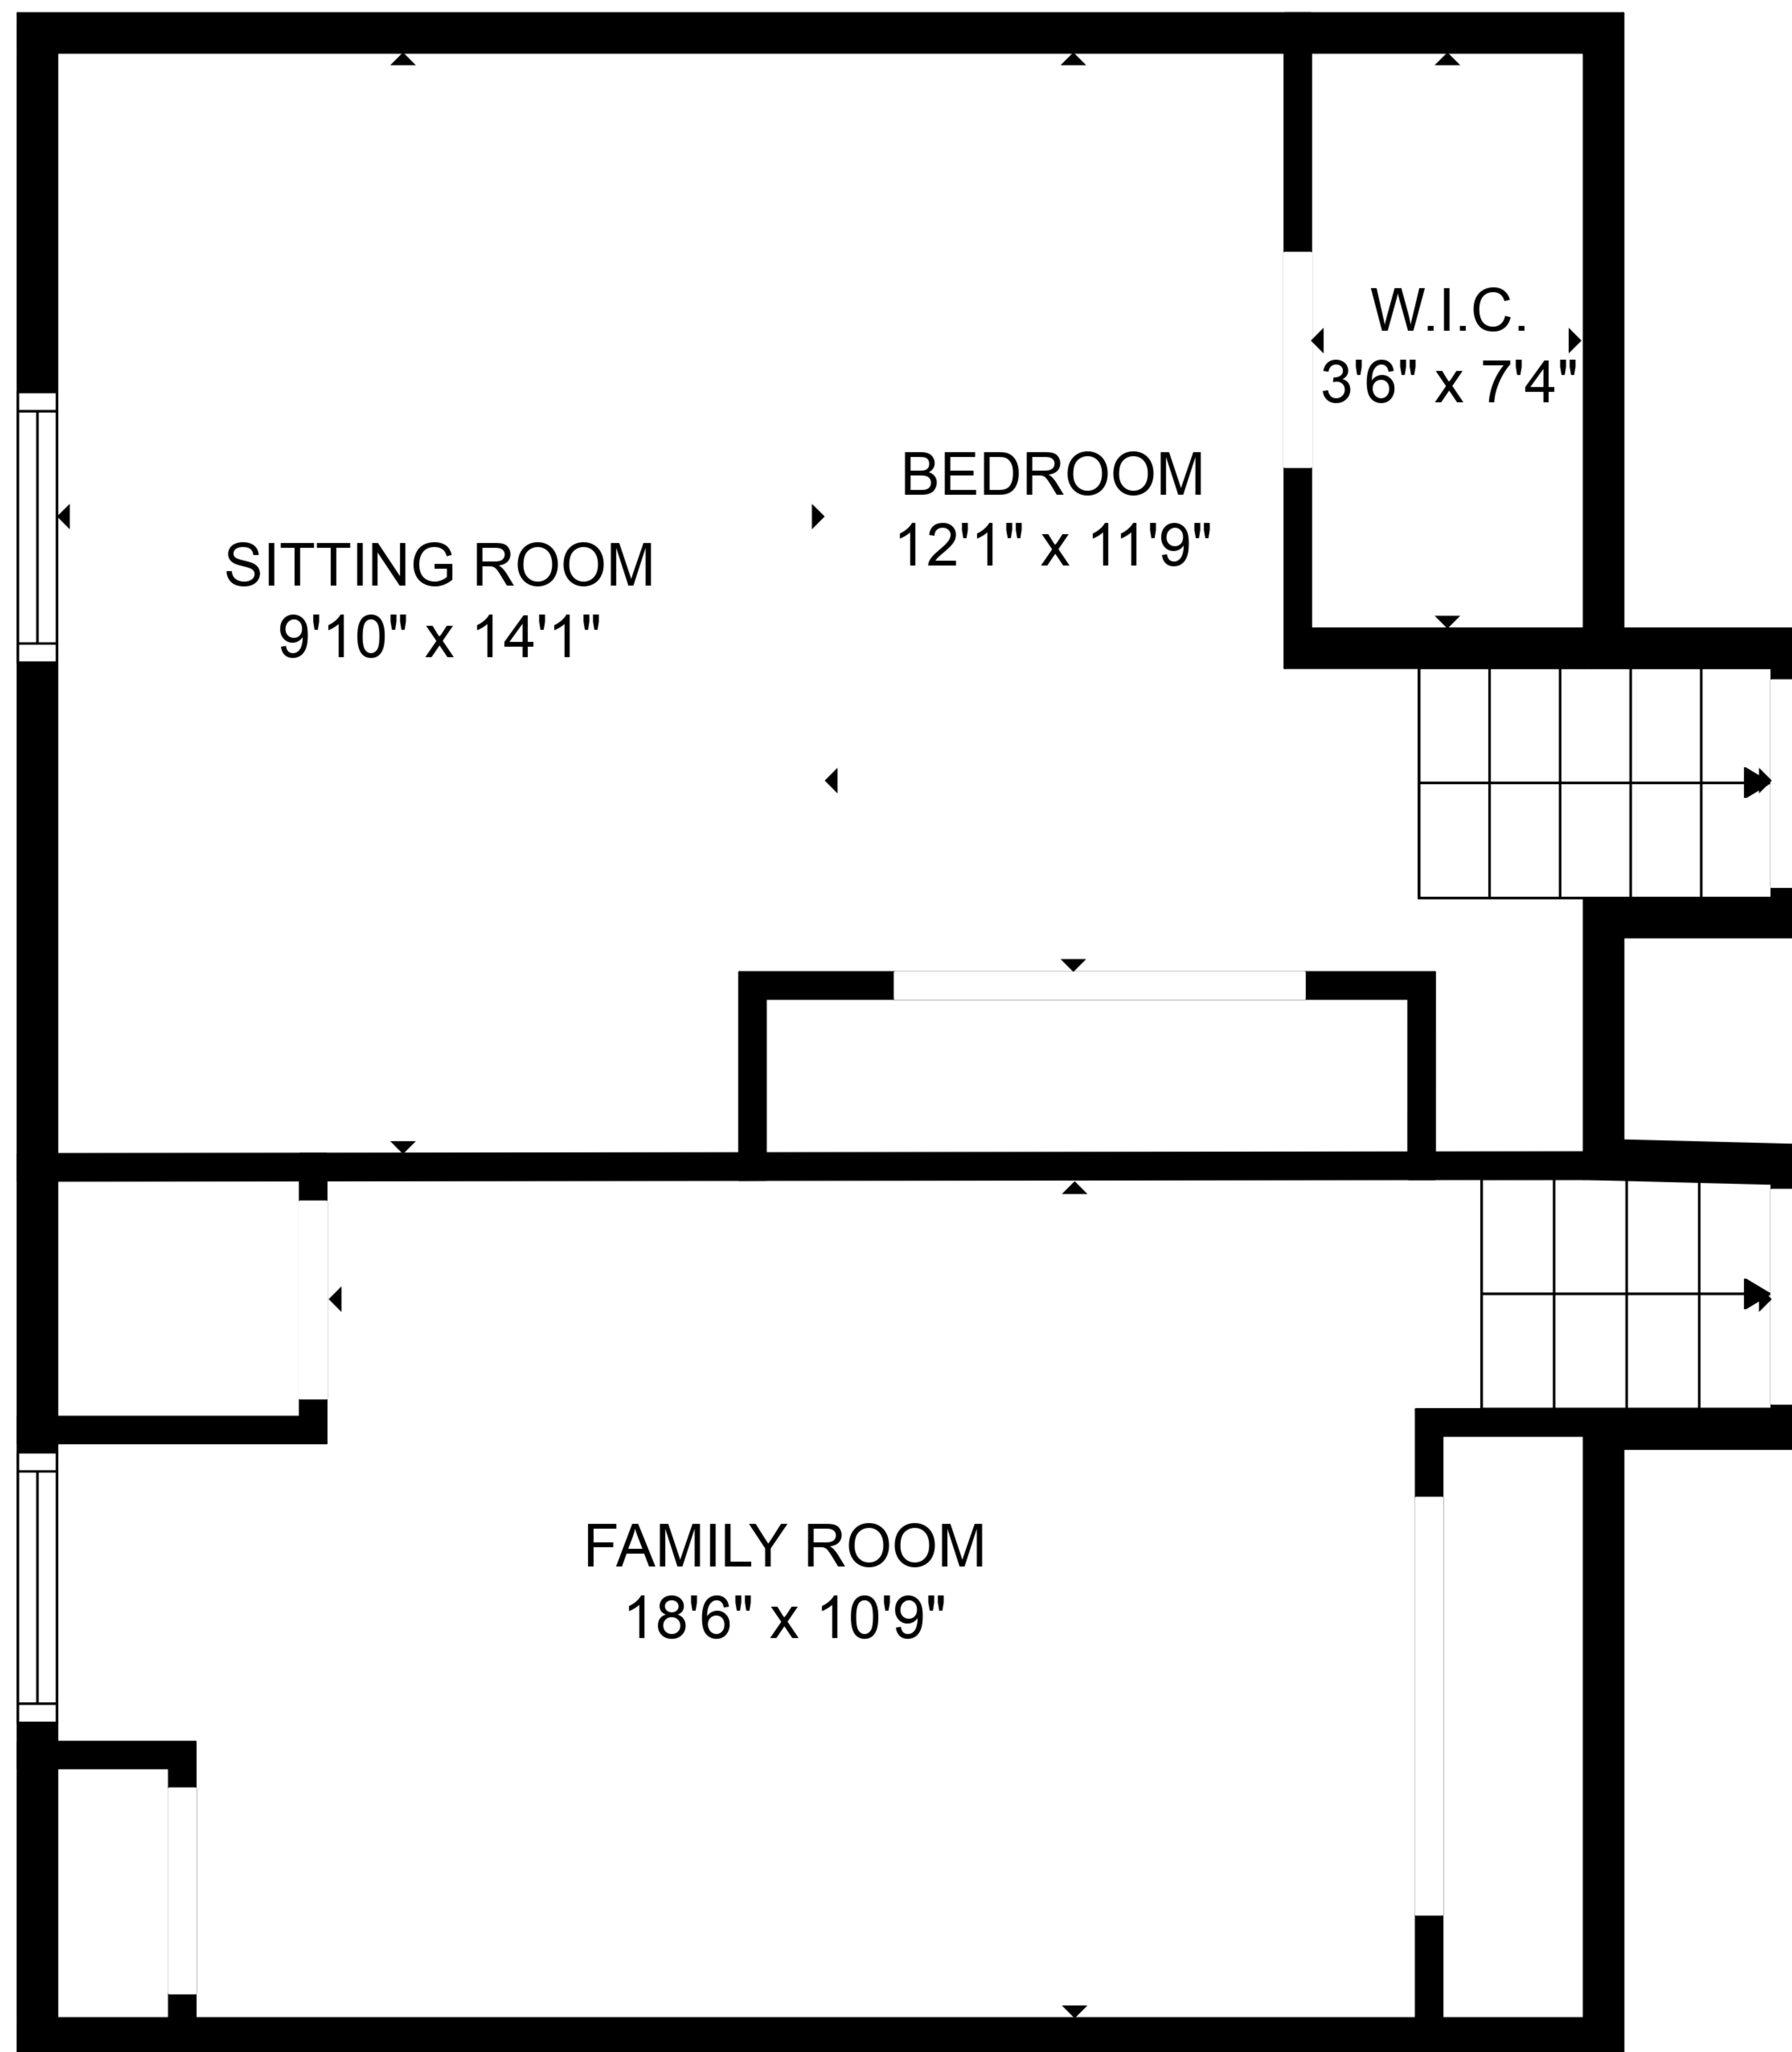 W.I.C.
3'6" x 7'4"
BEDROOM
12'1" x 11'9"
SITTING ROOM
9'10" x 14'1"
FAMILY ROOM
18'6" x 10'9"